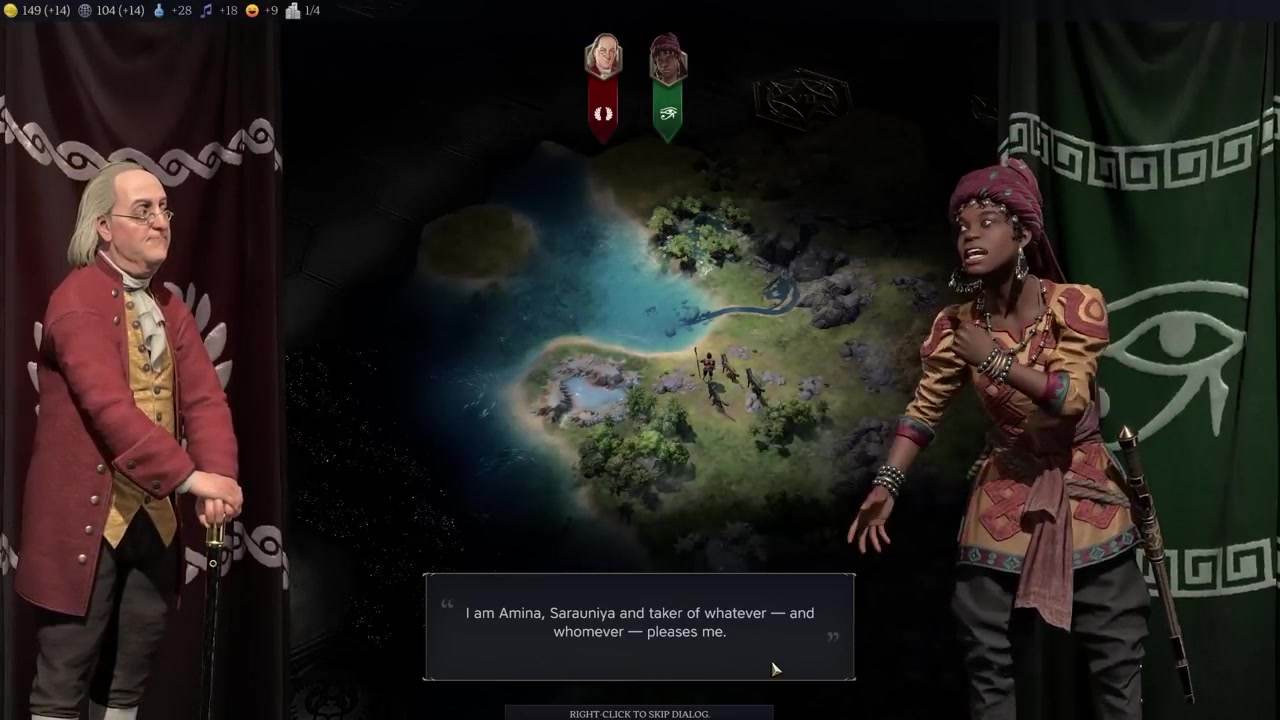 149 (+14) 104 (+14) +28 +18 +9 1/4
“ I am Amina, Sarauniya and taker of whatever — and
whomever — pleases me. ”
RIGHT-CLICK TO SKIP DIALOG.